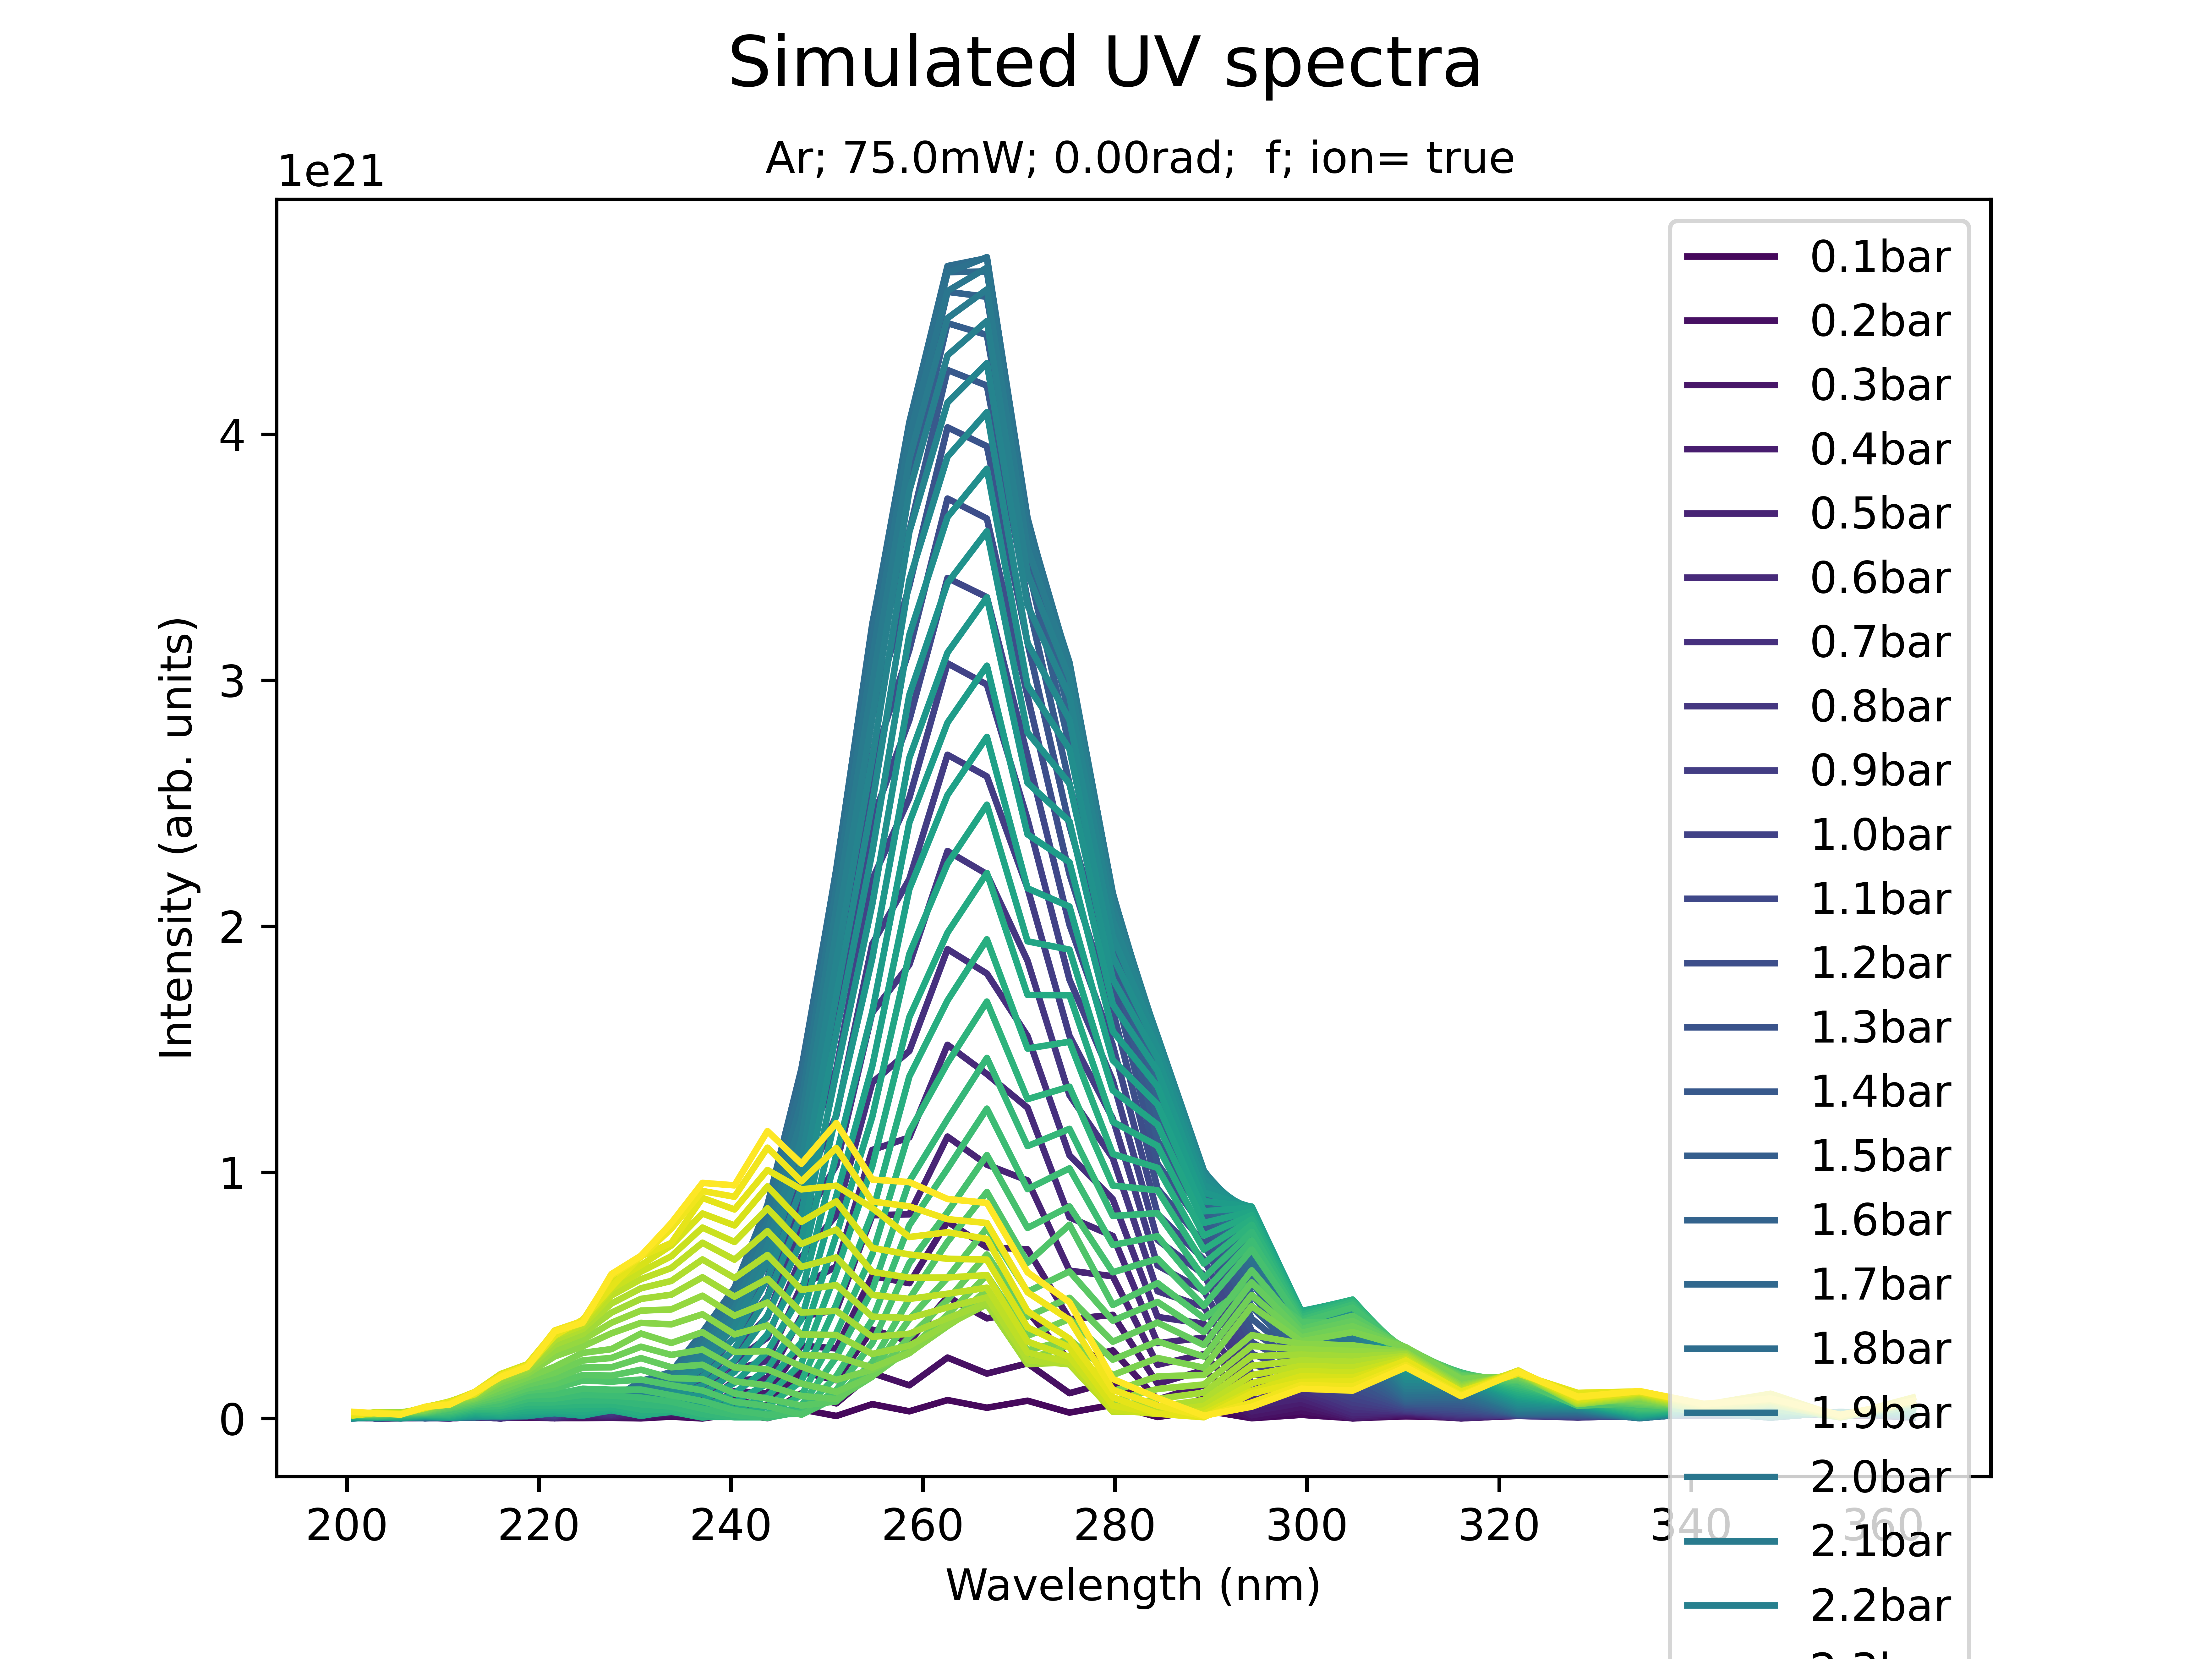 Simulated UV spectra
Ar; 75.0mW; 0.00rad;  f; ion= true
1e21
4
3
2
1
0
Intensity (arb. units)
200 220 240 260 280 300 320 340 360
Wavelength (nm)
0.1bar
0.2bar
0.3bar
0.4bar
0.5bar
0.6bar
0.7bar
0.8bar
0.9bar
1.0bar
1.1bar
1.2bar
1.3bar
1.4bar
1.5bar
1.6bar
1.7bar
1.8bar
1.9bar
2.0bar
2.1bar
2.2bar